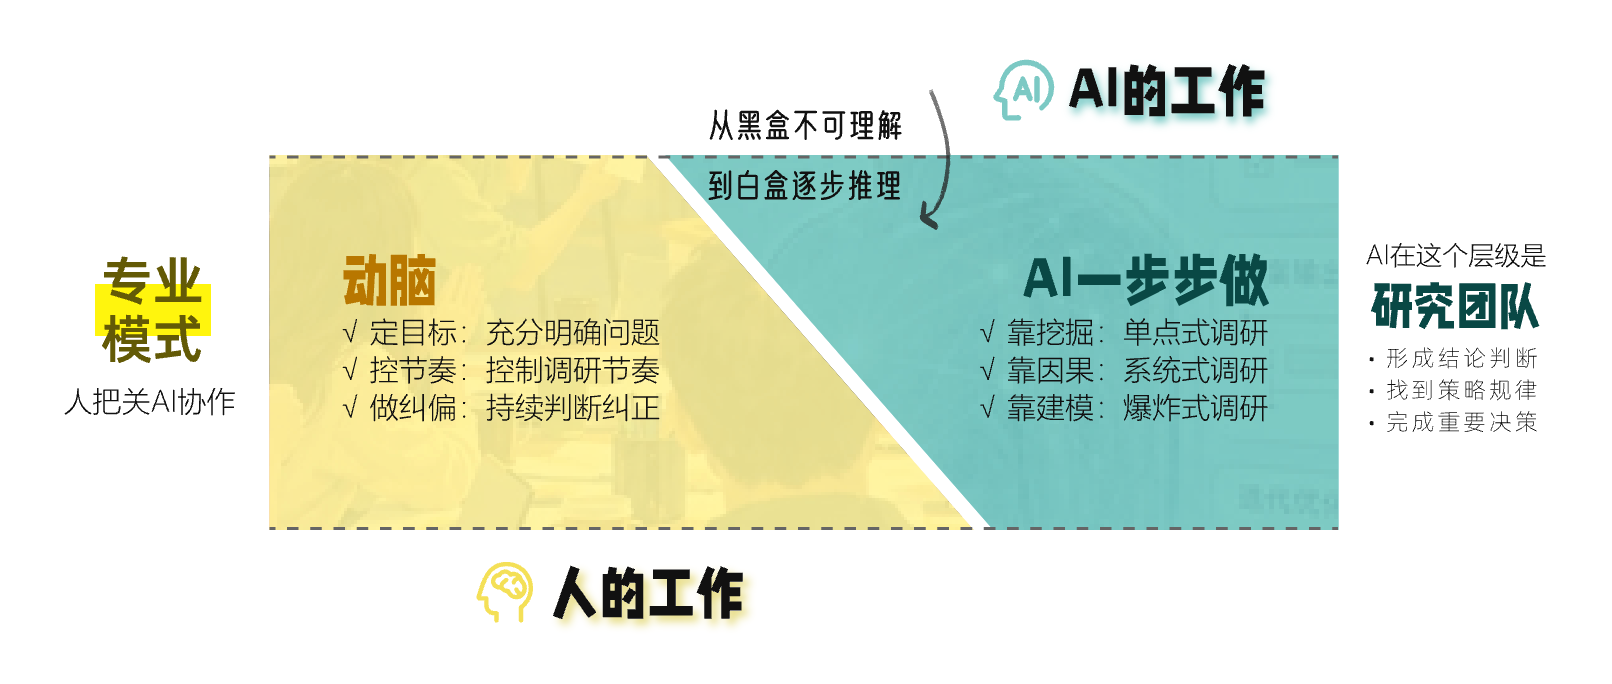 AI
AI的工作
从黑盒不可理解
到白盒逐步推理
专业
模式
人把关AI协作
动脑
√ 定目标：充分明确问题
√ 控节奏：控制调研节奏
√ 做纠偏：持续判断纠正
AI一步步做
√ 靠挖掘：单点式调研
√ 靠因果：系统式调研
√ 靠建模：爆炸式调研
AI在这个层级是
研究团队
• 形成结论判断
• 找到策略规律
• 完成重要决策
人的工作